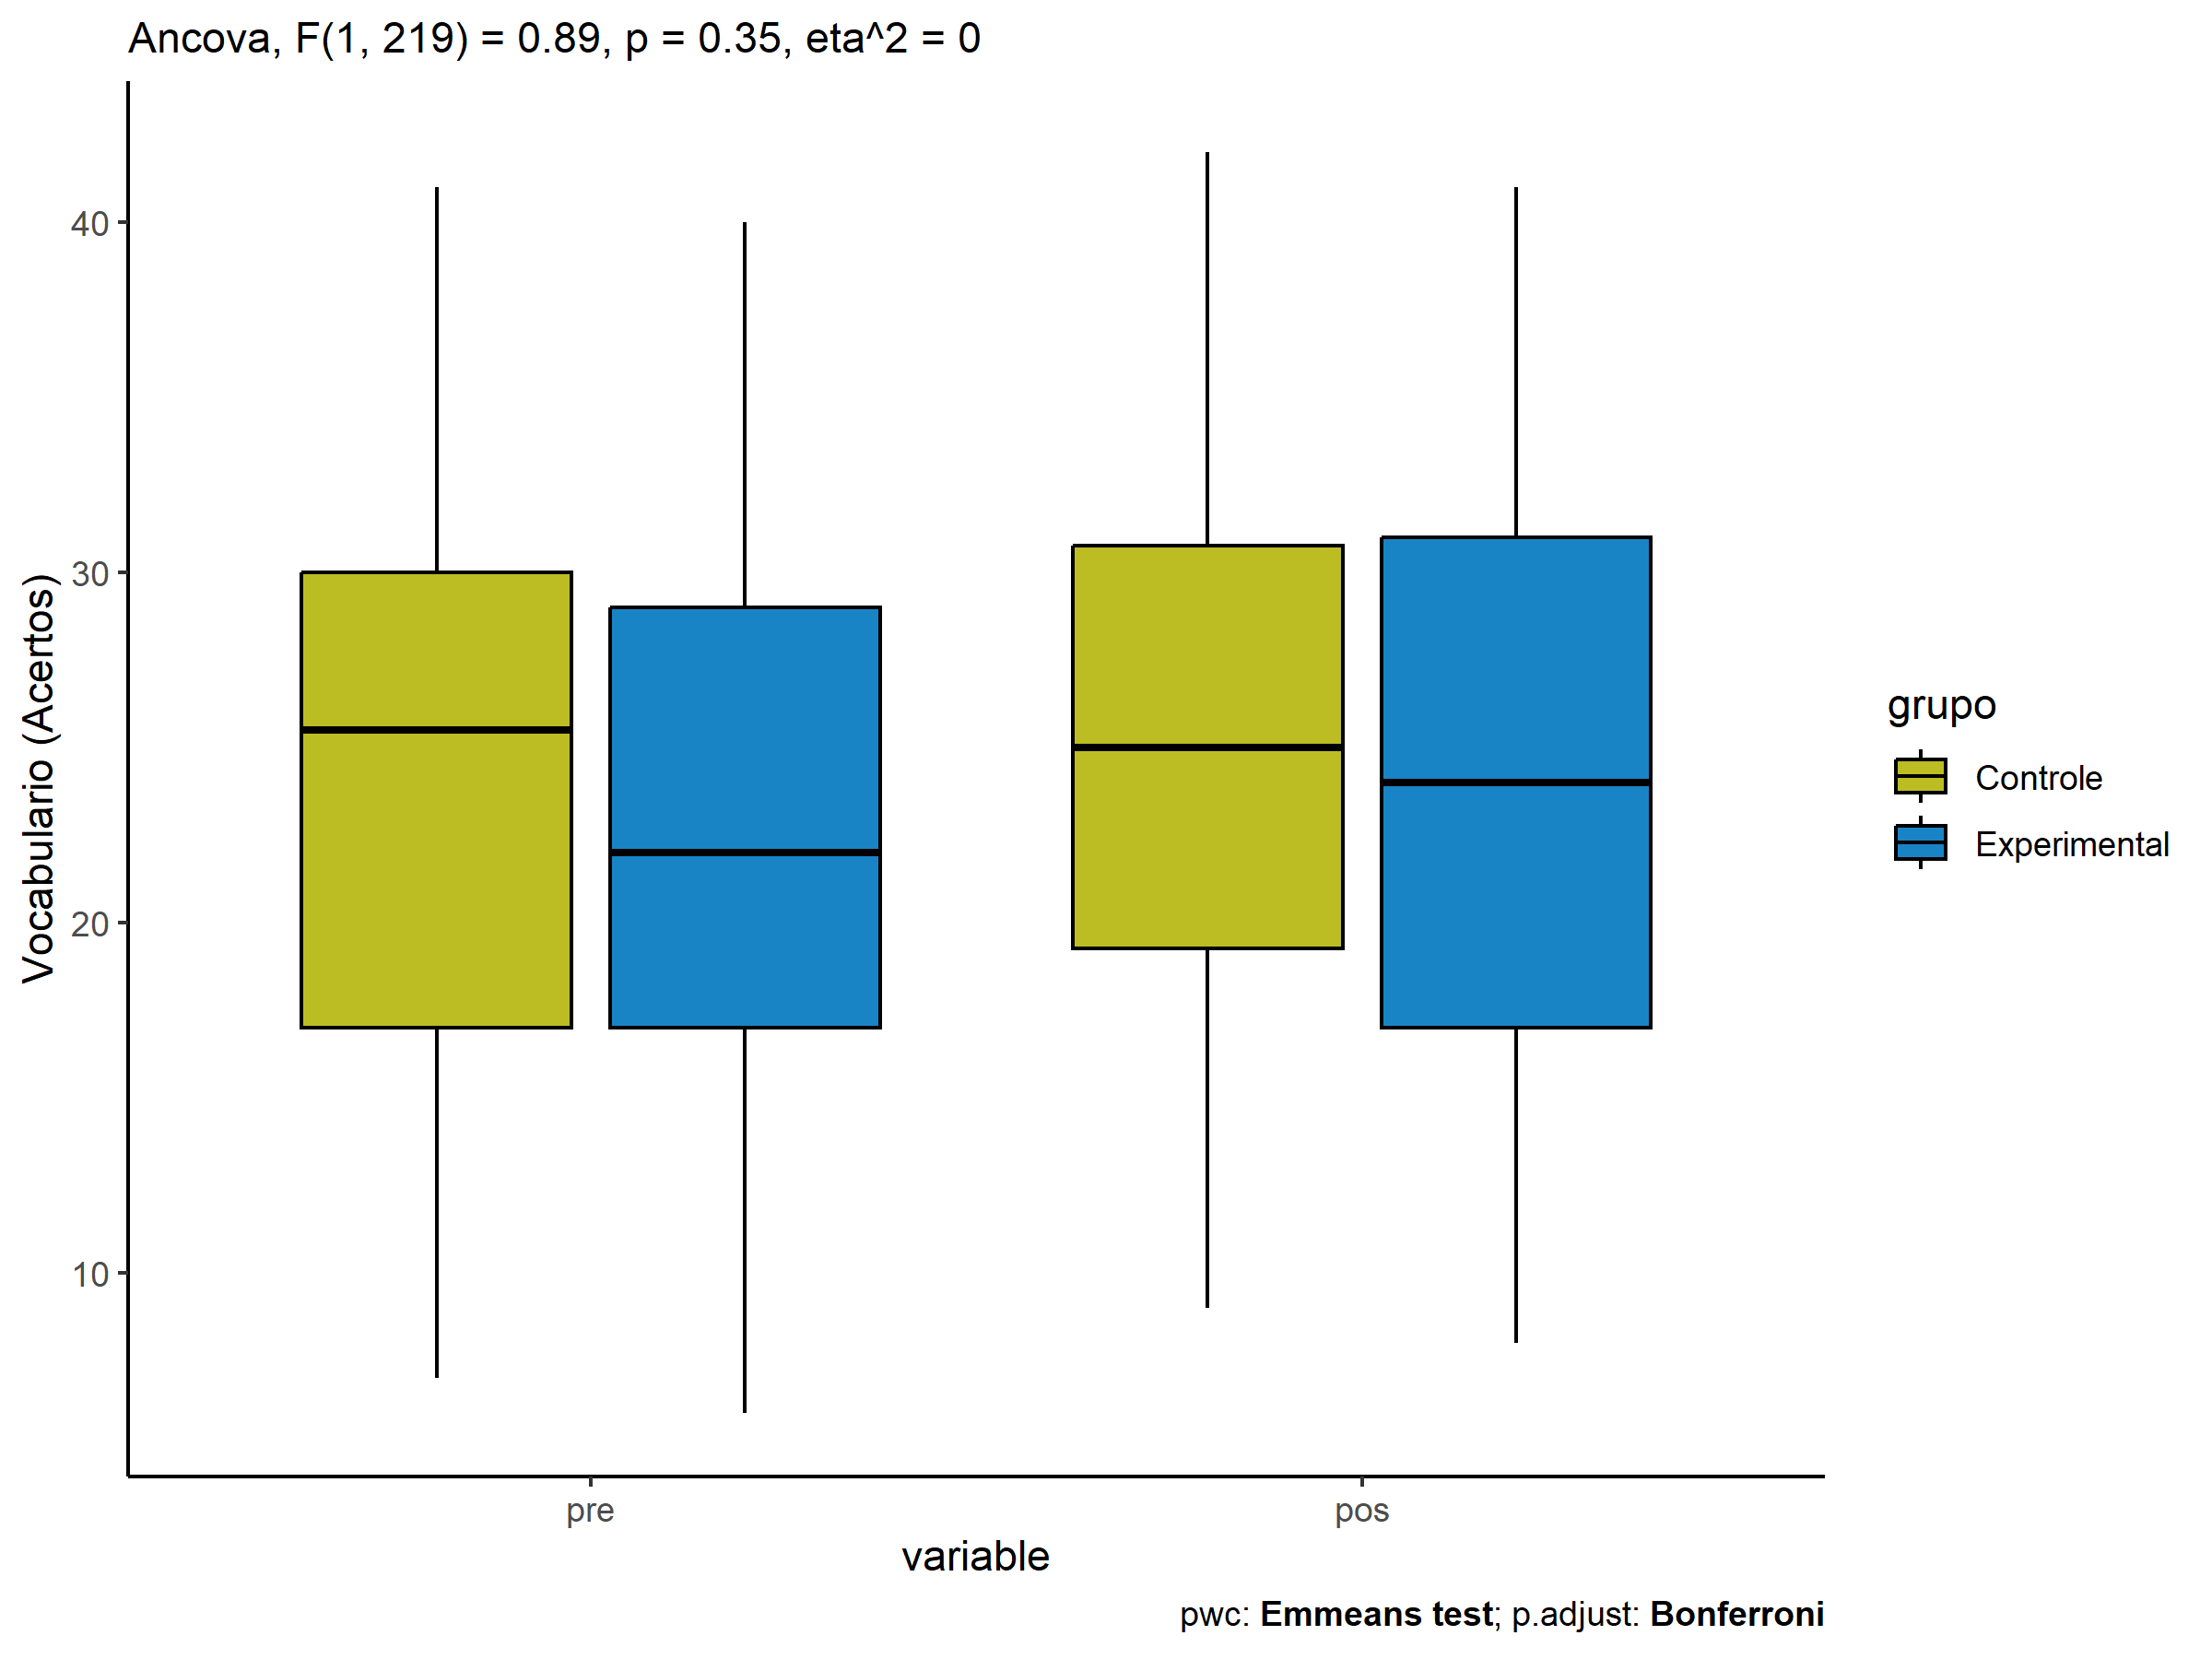 Ancova, F(1, 219) = 0.89, p = 0.35, eta^2 = 0
Vocabulario (Acertos)
40
30
20
10
pre
pos
variable
grupo
Controle
Experimental
pwc: Emmeans test; p.adjust: Bonferroni